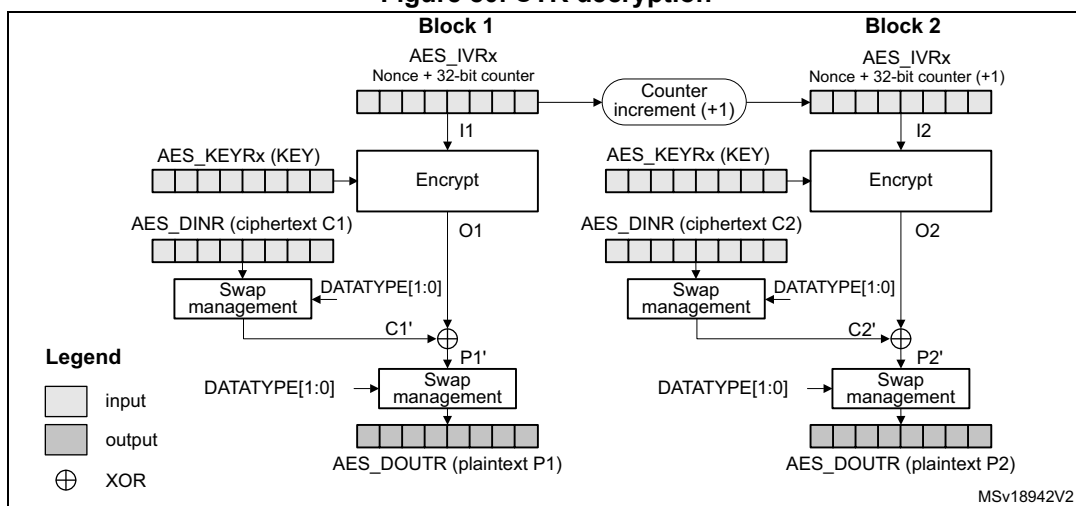 Block 1
Block 2
AES_IVRx
Nonce + 32-bit counter
AES_IVRx
Nonce + 32-bit counter (+1)
Counter
increment (+1)
I1
I2
AES_KEYRx (KEY)
Encrypt
AES_KEYRx (KEY)
Encrypt
AES_DINR (ciphertext C1)
O1
AES_DINR (ciphertext C2)
O2
Swap
management
DATATYPE[1:0]
Swap
management
DATATYPE[1:0]
C1'
C2'
P1'
P2'
Legend
input
output
XOR
DATATYPE[1:0]
Swap
management
DATATYPE[1:0]
Swap
management
AES_DOUTR (plaintext P1)
AES_DOUTR (plaintext P2)
MSv18942V2